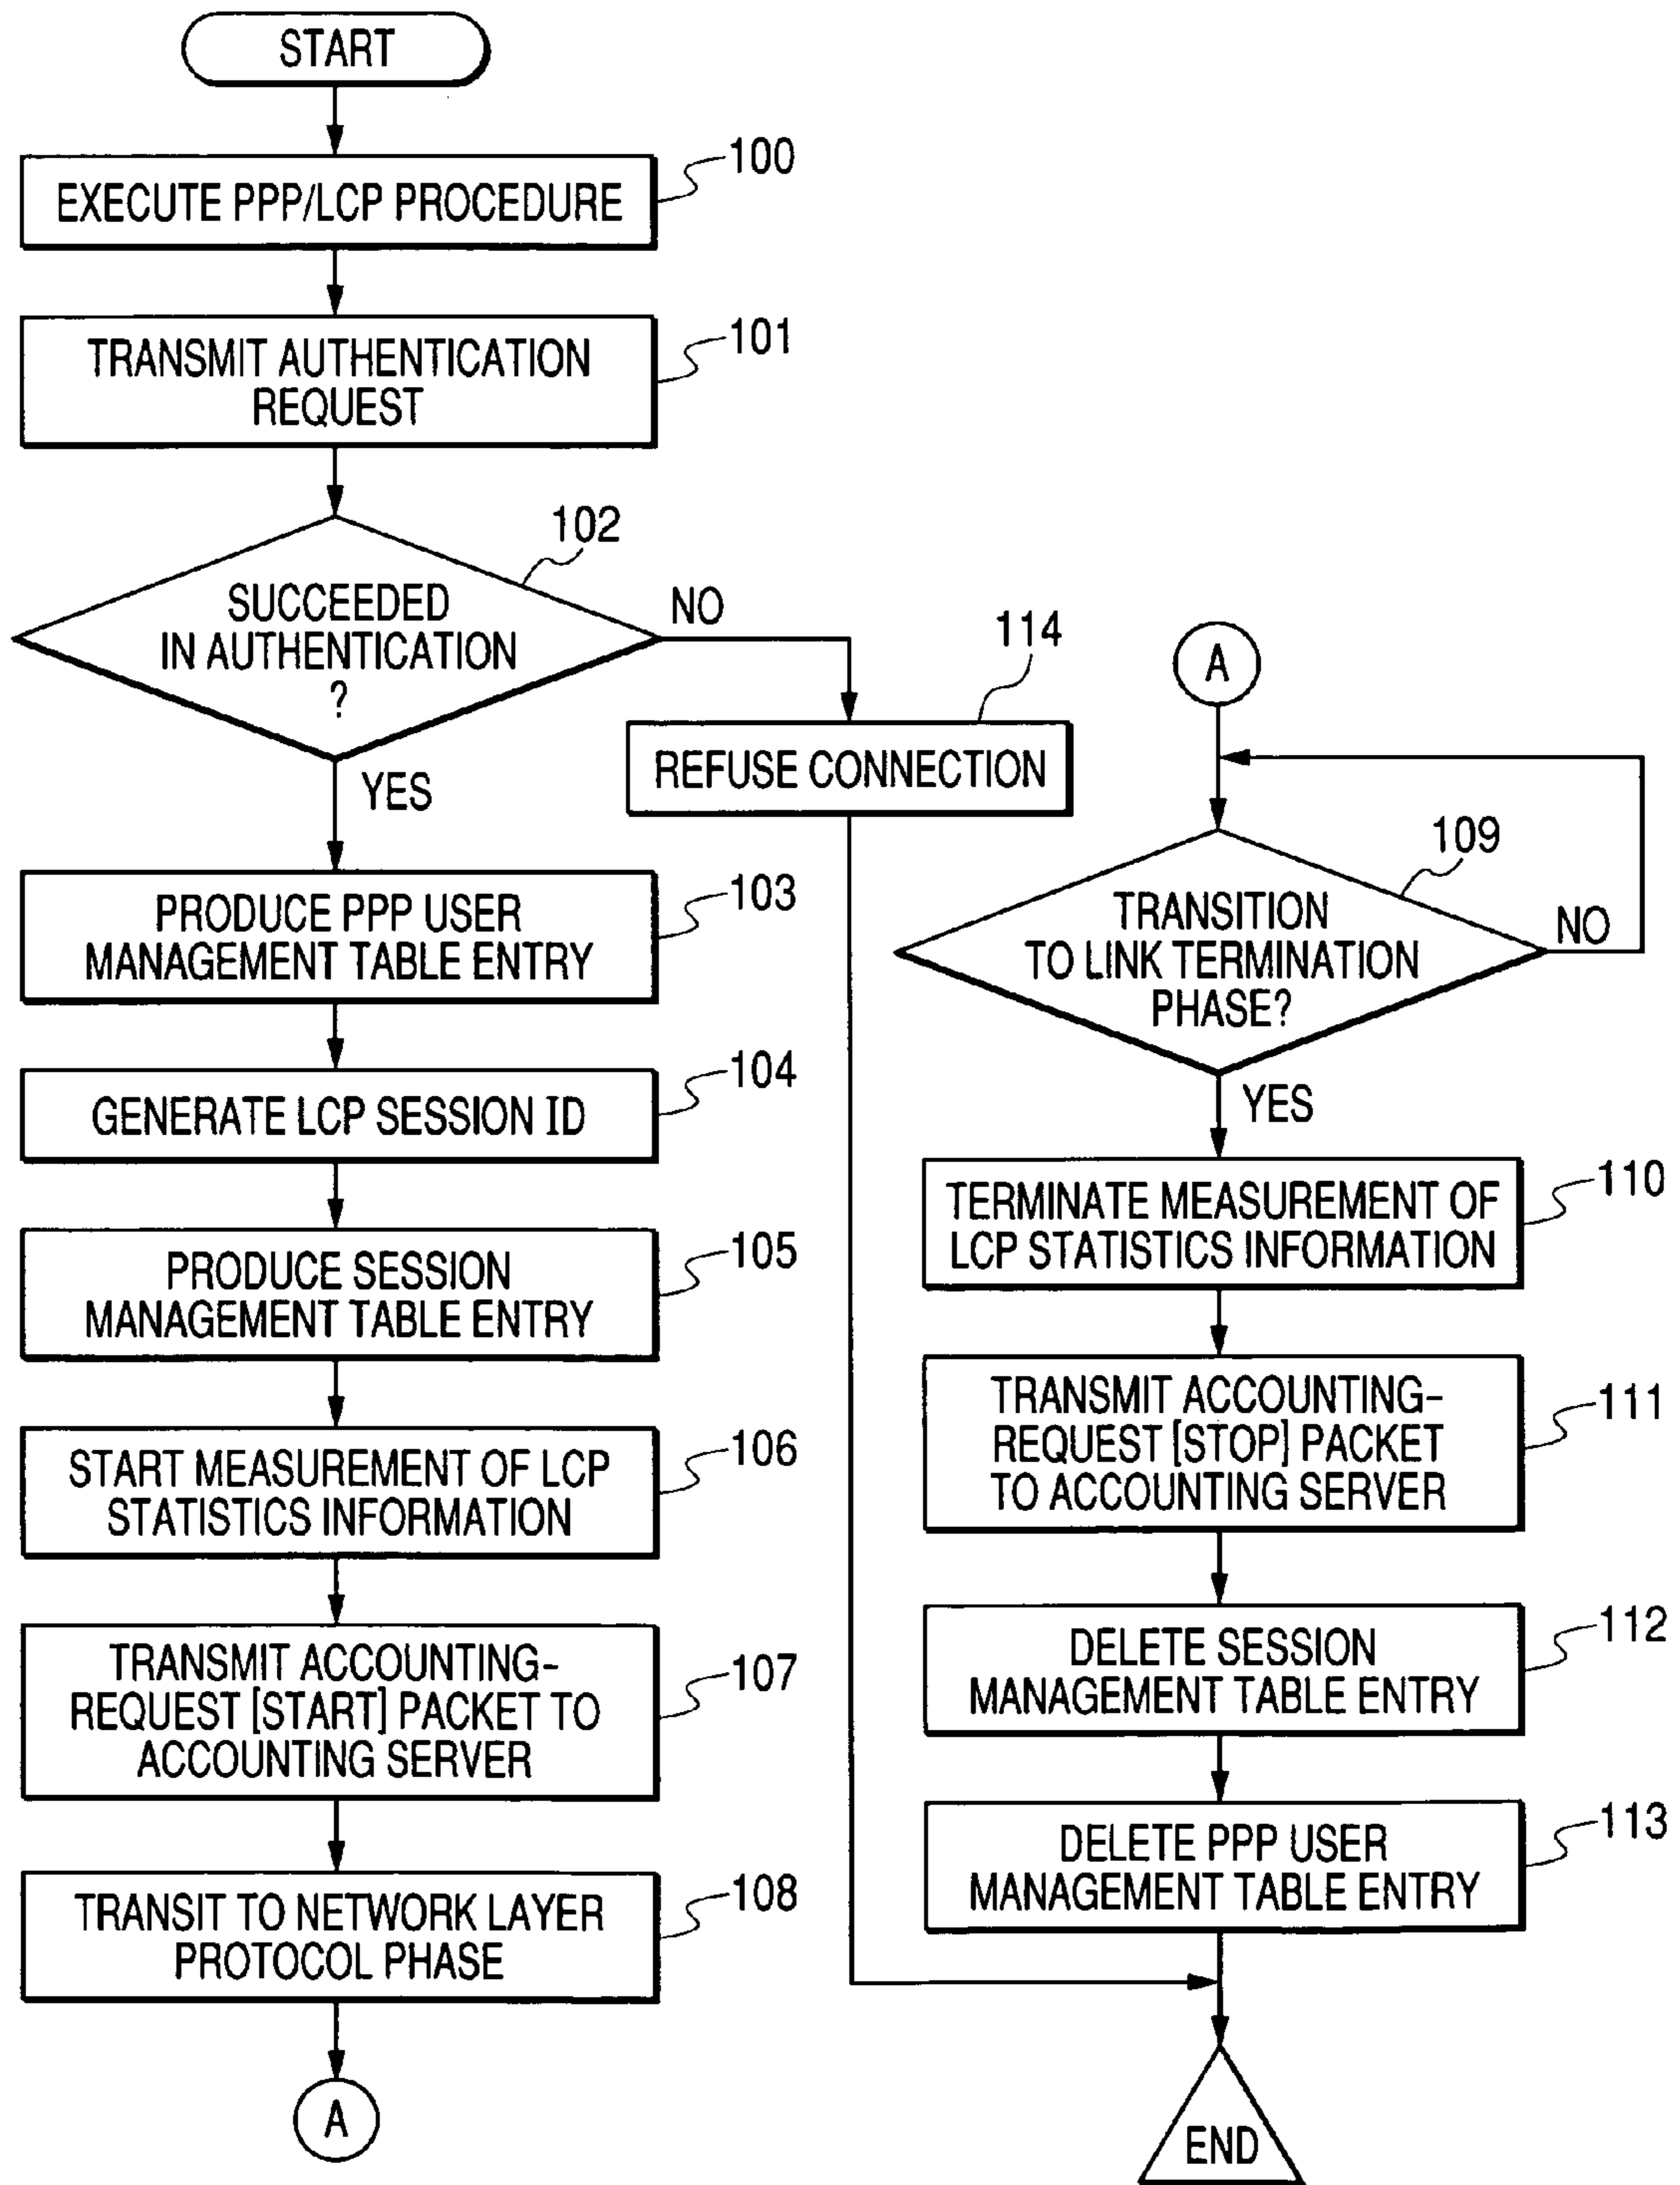 START
100
EXECUTE PPP/LCP PROCEDURE
101
TRANSMIT AUTHENTICATION
REQUEST
102
SUCCEEDED
IN AUTHENTICATION
?
NO
YES
114
REFUSE CONNECTION
103
PRODUCE PPP USER
MANAGEMENT TABLE ENTRY
104
GENERATE LCP SESSION ID
105
PRODUCE SESSION
MANAGEMENT TABLE ENTRY
106
START MEASUREMENT OF LCP
STATISTICS INFORMATION
107
TRANSMIT ACCOUNTING-
REQUEST [START] PACKET TO
ACCOUNTING SERVER
108
TRANSIT TO NETWORK LAYER
PROTOCOL PHASE
A
A
109
TRANSITION
TO LINK TERMINATION
PHASE?
NO
YES
110
TERMINATE MEASUREMENT OF
LCP STATISTICS INFORMATION
111
TRANSMIT ACCOUNTING-
REQUEST [STOP] PACKET
TO ACCOUNTING SERVER
112
DELETE SESSION
MANAGEMENT TABLE ENTRY
113
DELETE PPP USER
MANAGEMENT TABLE ENTRY
END